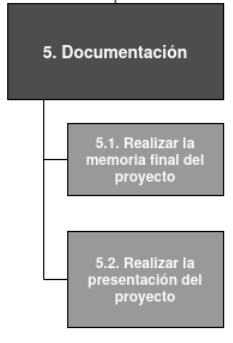 5. Documentación
5.1. Realizar la
memoria final del
proyecto
5.2. Realizar la
presentación del
proyecto